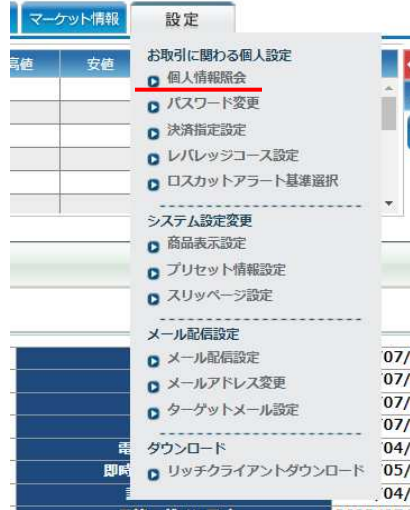 マーケット情報 設定
高値 安値
お取引に関わる個人設定
個人情報照会
パスワード変更
決済指定設定
レバレッジコース設定
ロスカットアラート基準選択
システム設定変更
商品表示設定
プリセット情報設定
スリッページ設定
メール配信設定
メール配信設定
07/
メールアドレス変更
07/
07/
ターゲットメール設定
07/
ダウンロード
04/
リッチクライアントダウンロード
即時
05/
04/